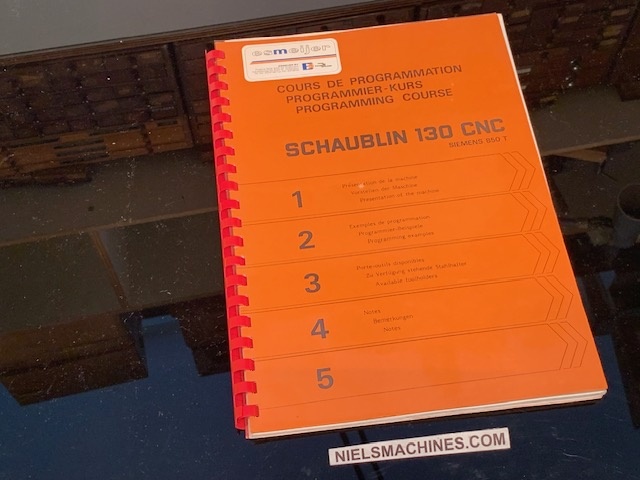 esmeijer
COURS DE PROGRAMMATION
PROGRAMMIER-KURS
PROGRAMMING COURSE
SCHAUBLIN 130 CNC
SIEMENS 850 T
1
Présentation de la machine
der Maschine
Presentation of the machine
2
Exemples de programmation
Programmier-Beispiele
Programming examples
3
Porte-outils disponibles
Zu Verfügung stehende Stahlhalter
Available toolholders
4
Notes
Bemerkungen
Notes
5
NIELSMACHINES.COM